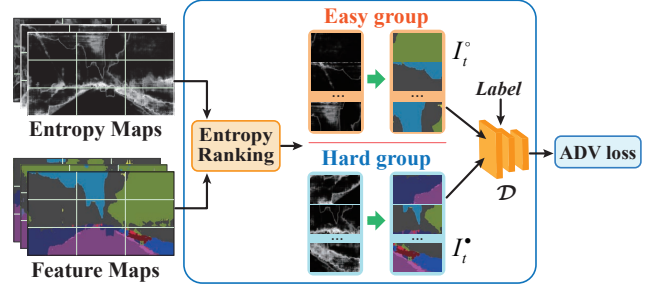 Easy group
I_t^∘
...
...
Label
Entropy Maps
Entropy
Ranking
ADV loss
Hard group
D
...
...
I_t^•
Feature Maps